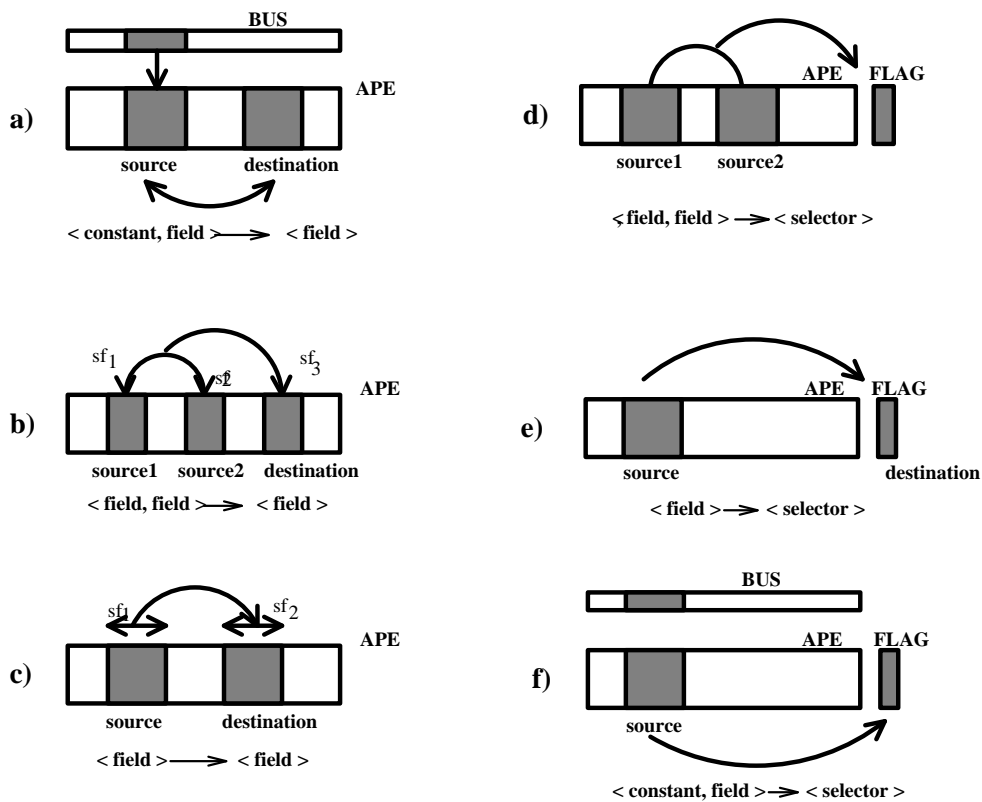 BUS
APE
a)
source destination
< constant, field > → < field >
sf1 sf2 sf3
APE
b)
source1 source2 destination
< field, field > → < field >
sf1 sf2
APE
c)
source destination
< field > → < field >
APE FLAG
d)
source1 source2
< field, field > → < selector >
APE FLAG
e)
source destination
< field > → < selector >
BUS
APE FLAG
f)
source
< constant, field > → < selector >